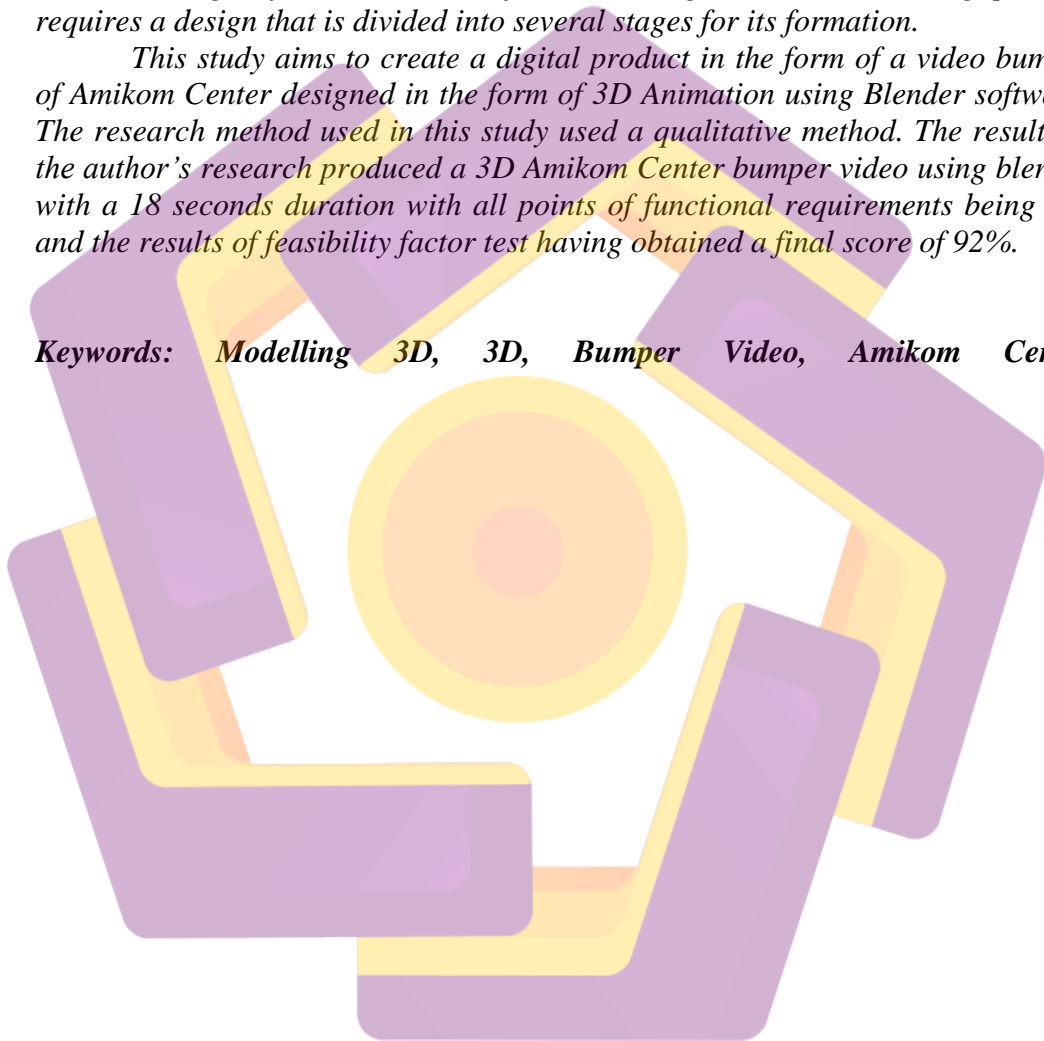 requires a design that is divided into several stages for its formation.
This study aims to create a digital product in the form of a video bum
of Amikom Center designed in the form of 3D Animation using Blender softw
The research method used in this study used a qualitative method. The result
the author's research produced a 3D Amikom Center bumper video using blen
with a 18 seconds duration with all points of functional requirements being
and the results of feasibility factor test having obtained a final score of 92%.
Keywords: Modelling 3D, 3D, Bumper Video, Amikom Cen